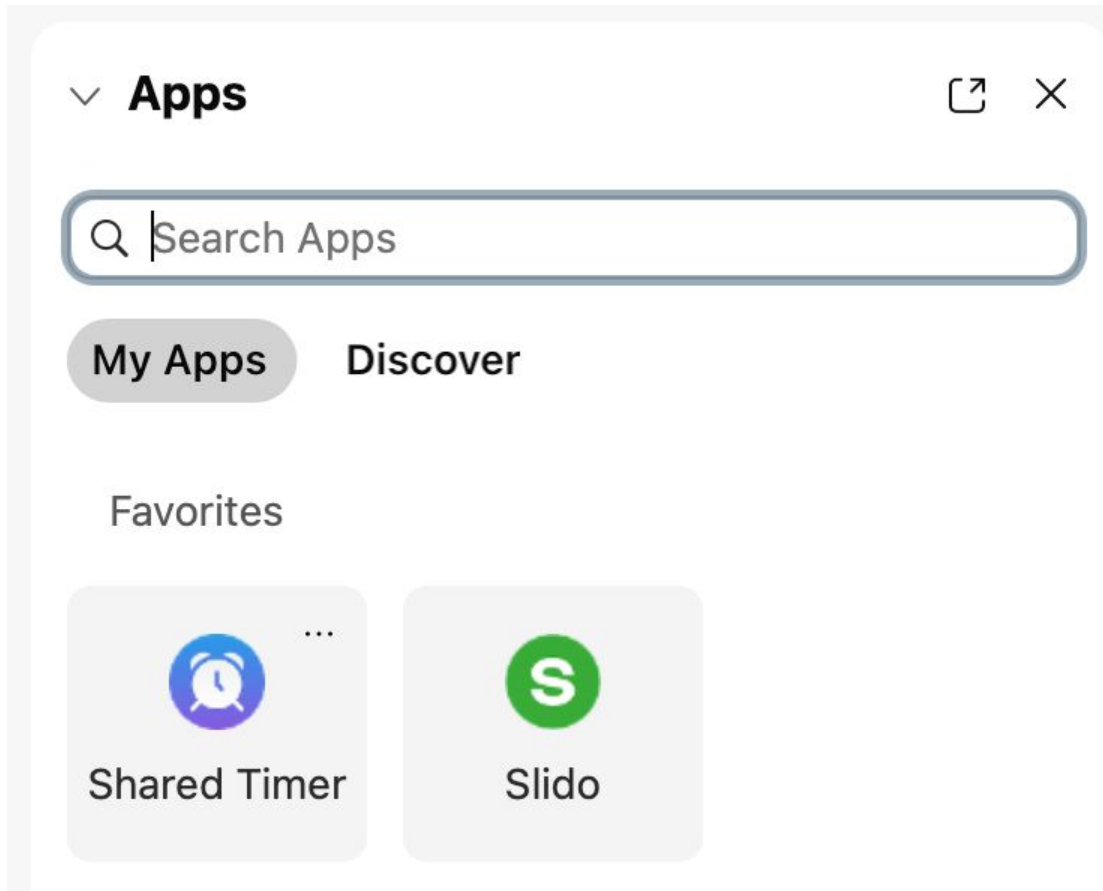 Apps
Search Apps
My Apps Discover
Favorites
...
S
Shared Timer Slido